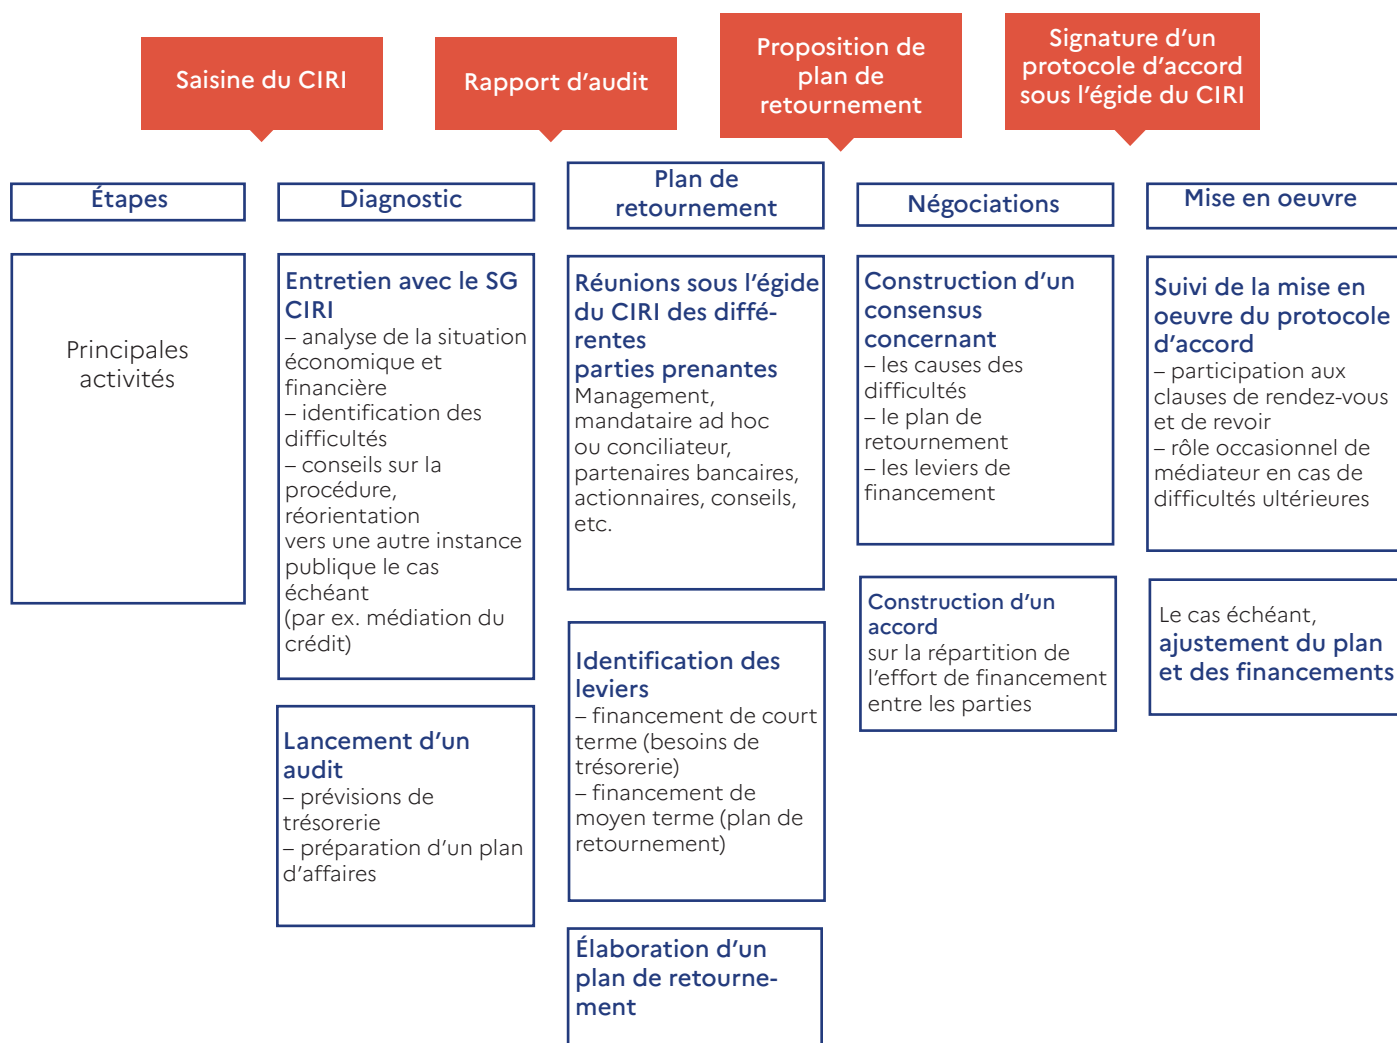 Saisine du CIRI
Rapport d'audit
Proposition de
plan de
retournement
Signature d'un
protocole d'accord
sous l'égide du CIRI
Étapes
Diagnostic
Plan de
retournement
Négociations
Mise en oeuvre
Principales
activités
Entretien avec le SG
CIRI
– analyse de la situation
économique et
financière
– identification des
difficultés
– conseils sur la
procédure,
réorientation
vers une autre instance
publique le cas
échéant
(par ex. médiation du
crédit)
Lancement d'un
audit
– prévisions de
trésorerie
– préparation d'un plan
d'affaires
Réunions sous l'égide
du CIRI des diffé-
rentes
parties prenantes
Management,
mandataire ad hoc
ou conciliateur,
partenaires bancaires,
actionnaires, conseils,
etc.
Identification des
leviers
– financement de court
terme (besoins de
trésorerie)
– financement de
moyen terme (plan de
retournement)
Élaboration d'un
plan de retourne-
ment
Construction d'un
consensus
concernant
– les causes des
difficultés
– le plan de
retournement
– les leviers de
financement
Construction d'un
accord
sur la répartition de
l'effort de financement
entre les parties
Suivi de la mise en
oeuvre du protocole
d'accord
– participation aux
clauses de rendez-vous
et de revoir
– rôle occasionnel de
médiateur en cas de
difficultés ultérieures
Le cas échéant,
ajustement du plan
et des financements